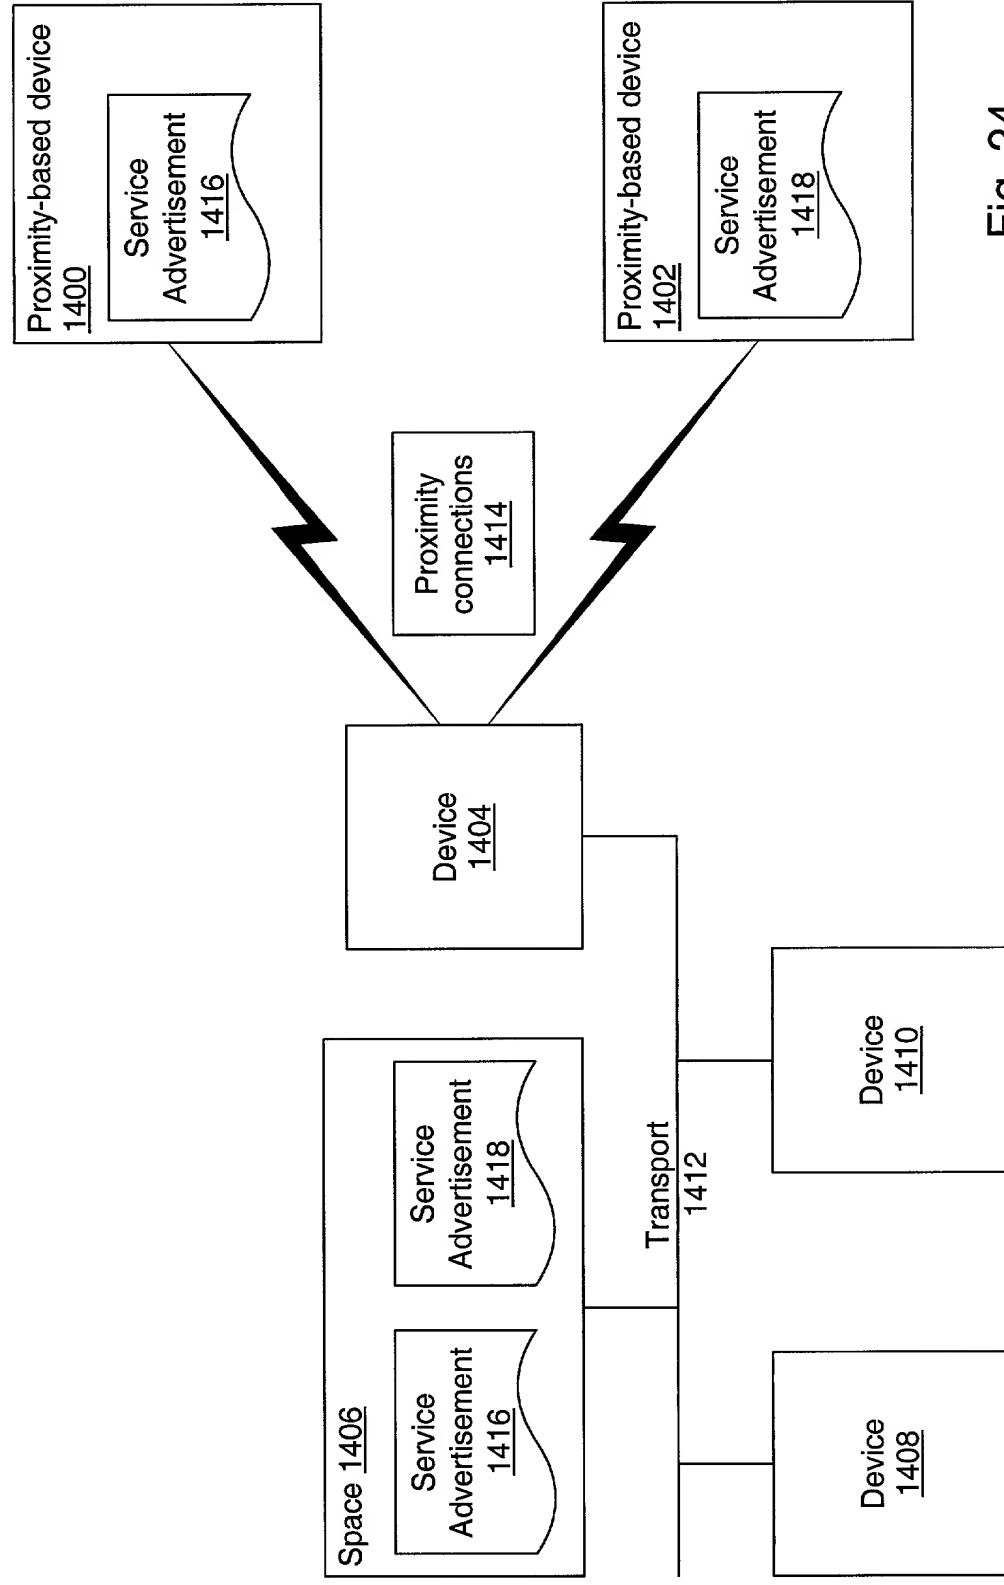 Proximity-based device
1400
Service
Advertisement
1416
Space 1406
Service
Advertisement
1416
Service
Advertisement
1418
Device
1404
Proximity
connections
1414
Proximity-based device
1402
Service
Advertisement
1418
Transport
1412
Device
1408
Device
1410
Fig.